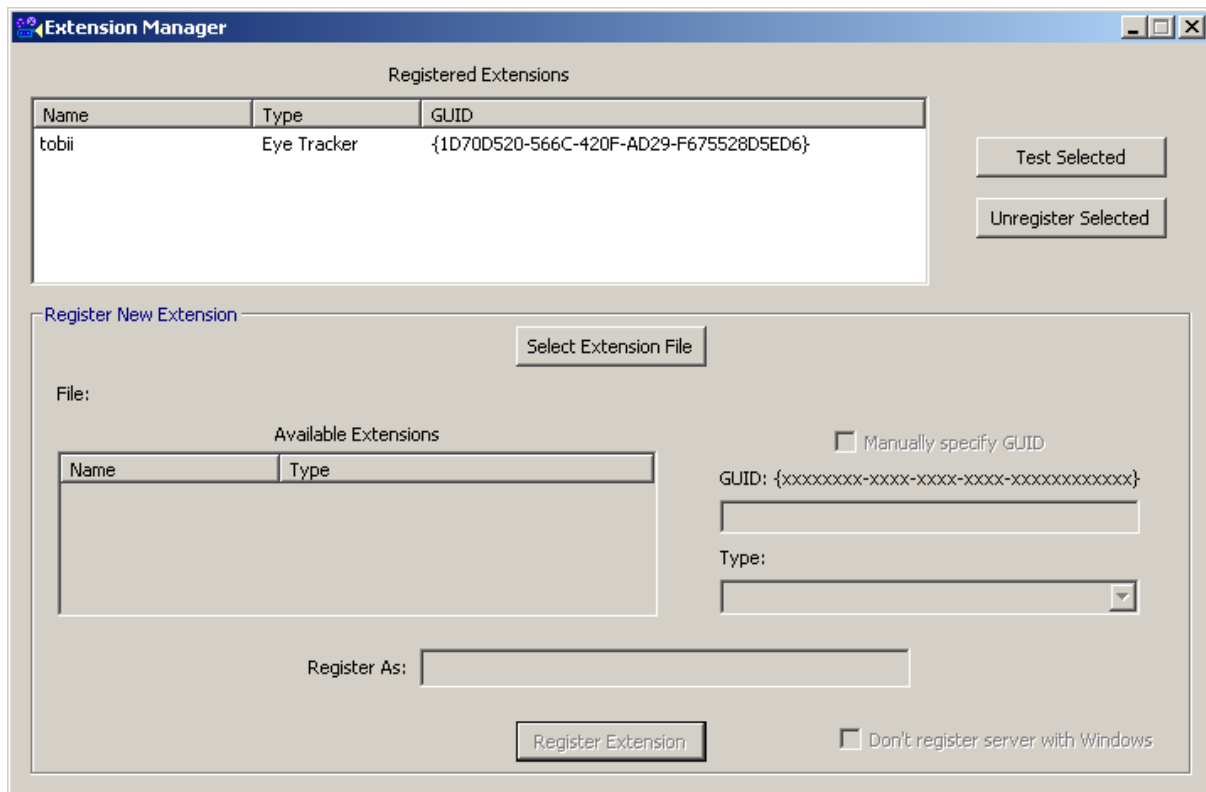 Extension Manager
Registered Extensions
Name Type GUID
tobii Eye Tracker {1D70D520-566C-420F-AD29-F675528D5ED6}
Test Selected
Unregister Selected
Register New Extension
Select Extension File
File:
Available Extensions
Name Type
Manually specify GUID
GUID: {xxxxxxxx-xxxx-xxxx-xxxx-xxxxxxxxxxxx}
Type:
Register As:
Register Extension
Don't register server with Windows